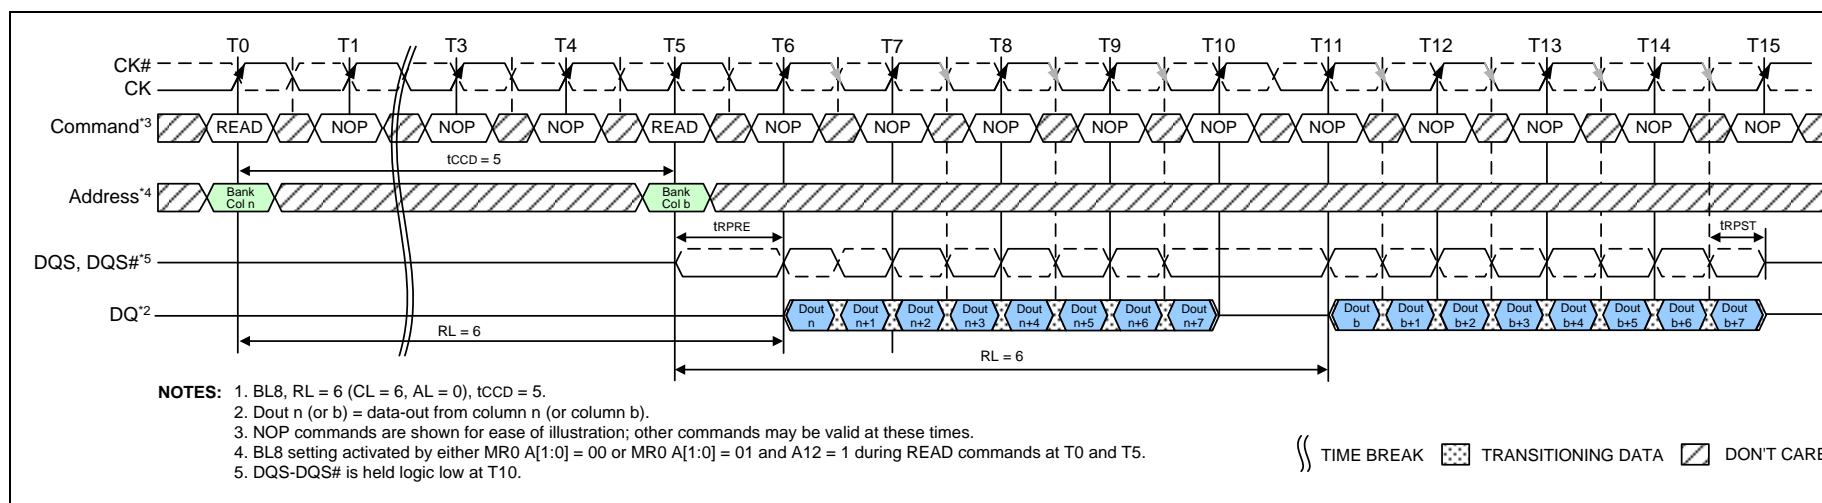 T0 T1 T3 T4 T5 T6 T7 T8 T9 T10 T11 T12 T13 T14 T15
CK#
CK
Command*3 READ NOP NOP NOP READ NOP NOP NOP NOP NOP NOP NOP NOP NOP NOP
tCCD = 5
Address*4 Bank Col n Bank Col b
tRPRE tRPST
DQS, DQS#*5
DQ*2 Dout n Dout n+1 Dout n+2 Dout n+3 Dout n+4 Dout n+5 Dout n+6 Dout n+7 Dout b Dout b+1 Dout b+2 Dout b+3 Dout b+4 Dout b+5 Dout b+6 Dout b+7
RL = 6
RL = 6
NOTES: 1. BL8, RL = 6 (CL = 6, AL = 0), tCCD = 5.
2. Dout n (or b) = data-out from column n (or column b).
3. NOP commands are shown for ease of illustration; other commands may be valid at these times.
4. BL8 setting activated by either MR0 A[1:0] = 00 or MR0 A[1:0] = 01 and A12 = 1 during READ commands at T0 and T5.
5. DQS-DQS# is held logic low at T10.
TIME BREAK TRANSITIONING DATA DON'T CARE